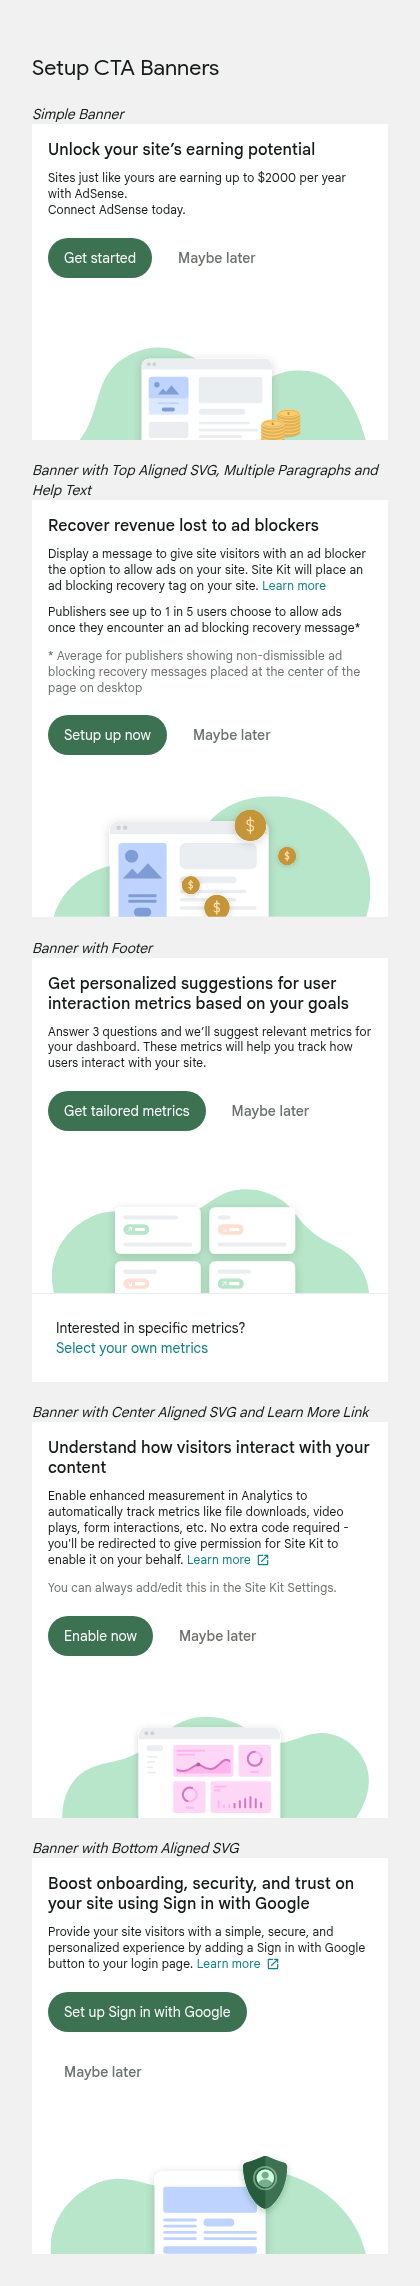 Setup CTA Banners
Simple Banner
Unlock your site’s earning potential
Sites just like yours are earning up to $2000 per year
with AdSense.
Connect AdSense today.
Get started
Maybe later
Banner with Top Aligned SVG, Multiple Paragraphs and
Help Text
Recover revenue lost to ad blockers
Display a message to give site visitors with an ad blocker
the option to allow ads on your site. Site Kit will place an
ad blocking recovery tag on your site. Learn more
Publishers see up to 1 in 5 users choose to allow ads
once they encounter an ad blocking recovery message*
* Average for publishers showing non-dismissible ad
blocking recovery messages placed at the center of the
page on desktop
Setup up now
Maybe later
$
$
$
$
Banner with Footer
Get personalized suggestions for user
interaction metrics based on your goals
Answer 3 questions and we’ll suggest relevant metrics for
your dashboard. These metrics will help you track how
users interact with your site.
Get tailored metrics
Maybe later
Interested in specific metrics?
Select your own metrics
Banner with Center Aligned SVG and Learn More Link
Understand how visitors interact with your
content
Enable enhanced measurement in Analytics to
automatically track metrics like file downloads, video
plays, form interactions, etc. No extra code required -
you’ll be redirected to give permission for Site Kit to
enable it on your behalf. Learn more
You can always add/edit this in the Site Kit Settings.
Enable now
Maybe later
Banner with Bottom Aligned SVG
Boost onboarding, security, and trust on
your site using Sign in with Google
Provide your site visitors with a simple, secure, and
personalized experience by adding a Sign in with Google
button to your login page. Learn more
Set up Sign in with Google
Maybe later